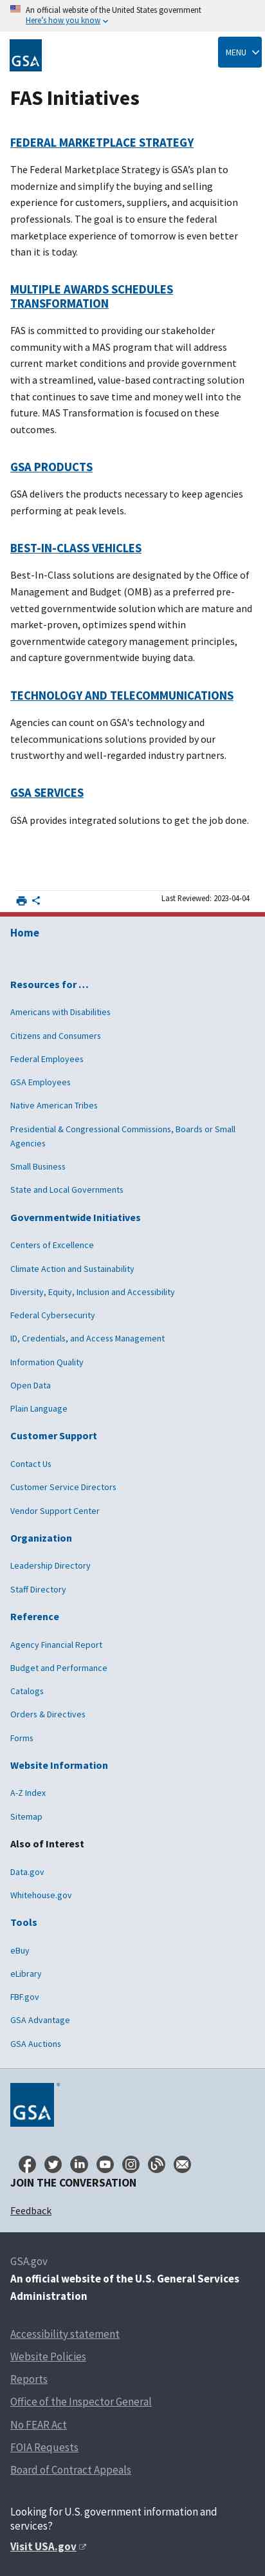 An official website of the United States government
Here's how you know
GSA
MENU
FAS Initiatives
FEDERAL MARKETPLACE STRATEGY
The Federal Marketplace Strategy is GSA's plan to
modernize and simplify the buying and selling
experience for customers, suppliers, and acquisition
professionals. The goal is to ensure the federal
marketplace experience of tomorrow is even better
than it is today.
MULTIPLE AWARDS SCHEDULES
TRANSFORMATION
FAS is committed to providing our stakeholder
community with a MAS program that will address
current market conditions and provide government
with a streamlined, value-based contracting solution
that continues to save time and money well into the
future. MAS Transformation is focused on these
outcomes.
GSA PRODUCTS
GSA delivers the products necessary to keep agencies
performing at peak levels.
BEST-IN-CLASS VEHICLES
Best-In-Class solutions are designated by the Office of
Management and Budget (OMB) as a preferred pre-
vetted governmentwide solution which are mature and
market-proven, optimizes spend within
governmentwide category management principles,
and capture governmentwide buying data.
TECHNOLOGY AND TELECOMMUNICATIONS
Agencies can count on GSA's technology and
telecommunications solutions provided by our
trustworthy and well-regarded industry partners.
GSA SERVICES
GSA provides integrated solutions to get the job done.
Last Reviewed: 2023-04-04
Home
Resources for …
Americans with Disabilities
Citizens and Consumers
Federal Employees
GSA Employees
Native American Tribes
Presidential & Congressional Commissions, Boards or Small
Agencies
Small Business
State and Local Governments
Governmentwide Initiatives
Centers of Excellence
Climate Action and Sustainability
Diversity, Equity, Inclusion and Accessibility
Federal Cybersecurity
ID, Credentials, and Access Management
Information Quality
Open Data
Plain Language
Customer Support
Contact Us
Customer Service Directors
Vendor Support Center
Organization
Leadership Directory
Staff Directory
Reference
Agency Financial Report
Budget and Performance
Catalogs
Orders & Directives
Forms
Website Information
A-Z Index
Sitemap
Also of Interest
Data.gov
Whitehouse.gov
Tools
eBuy
eLibrary
FBF.gov
GSA Advantage
GSA Auctions
GSA
JOIN THE CONVERSATION
Feedback
GSA.gov
An official website of the U.S. General Services
Administration
Accessibility statement
Website Policies
Reports
Office of the Inspector General
No FEAR Act
FOIA Requests
Board of Contract Appeals
Looking for U.S. government information and
services?
Visit USA.gov